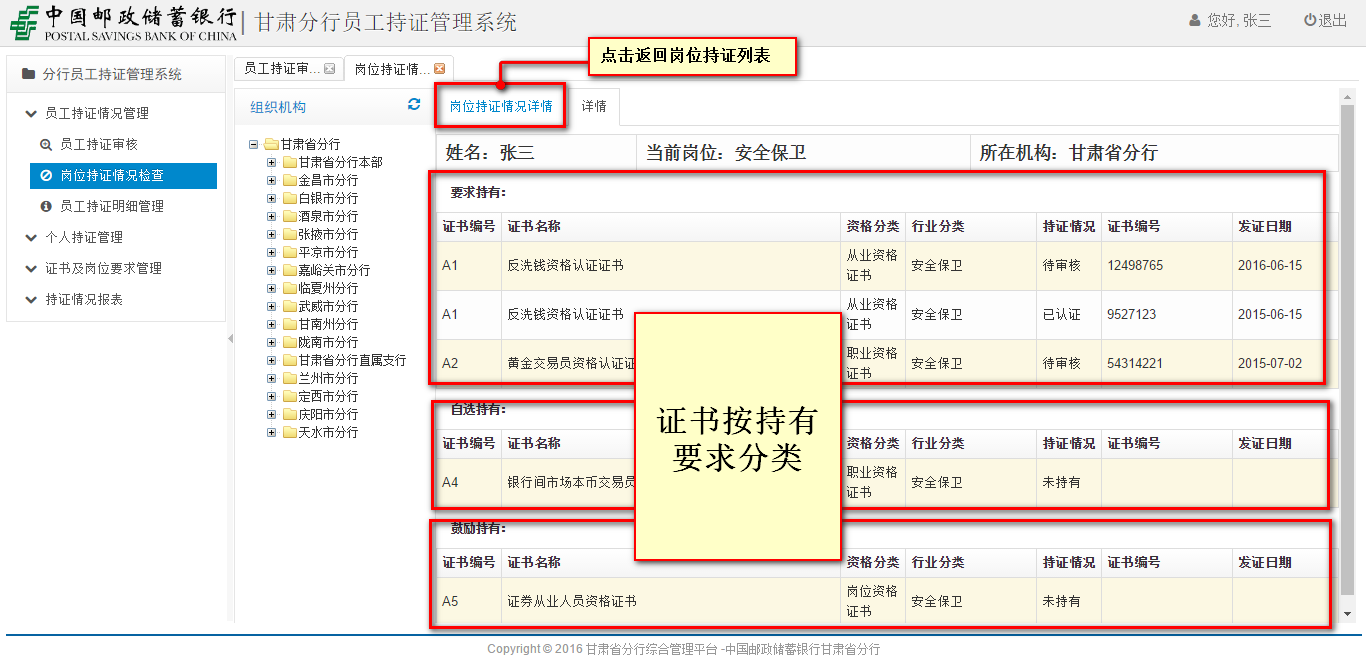 中国邮政储蓄银行
POSTAL SAVINGS BANK OF CHINA
甘肃分行员工持证管理系统
您好, 张三
退出
点击返回岗位持证列表
分行员工持证管理系统
员工持证情况管理
员工持证审核
岗位持证情况检查
员工持证明细管理
个人持证管理
证书及岗位要求管理
持证情况报表
员工持证审...
岗位持证情...
组织机构
甘肃省分行
甘肃省分行本部
金昌市分行
白银市分行
酒泉市分行
张掖市分行
平凉市分行
嘉峪关市分行
临夏州分行
武威市分行
甘南州分行
陇南市分行
甘肃省分行直属支行
兰州市分行
定西市分行
庆阳市分行
天水市分行
岗位持证情况详情 详情
姓名：张三 当前岗位：安全保卫 所在机构：甘肃省分行
要求持有：
证书编号 证书名称 资格分类 行业分类 持证情况 证书编号 发证日期
A1 反洗钱资格认证证书 从业资格证书 安全保卫 待审核 12498765 2016-06-15
A1 反洗钱资格认证证书 从业资格证书 安全保卫 已认证 9527123 2015-06-15
A2 黄金交易员资格认证证 职业资格证书 安全保卫 待审核 54314221 2015-07-02
证书按持有
要求分类
自选持有：
证书编号 证书名称 资格分类 行业分类 持证情况 证书编号 发证日期
A4 银行间市场本币交易员 职业资格证书 安全保卫 未持有
鼓励持有：
证书编号 证书名称 资格分类 行业分类 持证情况 证书编号 发证日期
A5 证券从业人员资格证书 岗位资格证书 安全保卫 未持有
Copyright © 2016 甘肃省分行综合管理平台 -中国邮政储蓄银行甘肃省分行